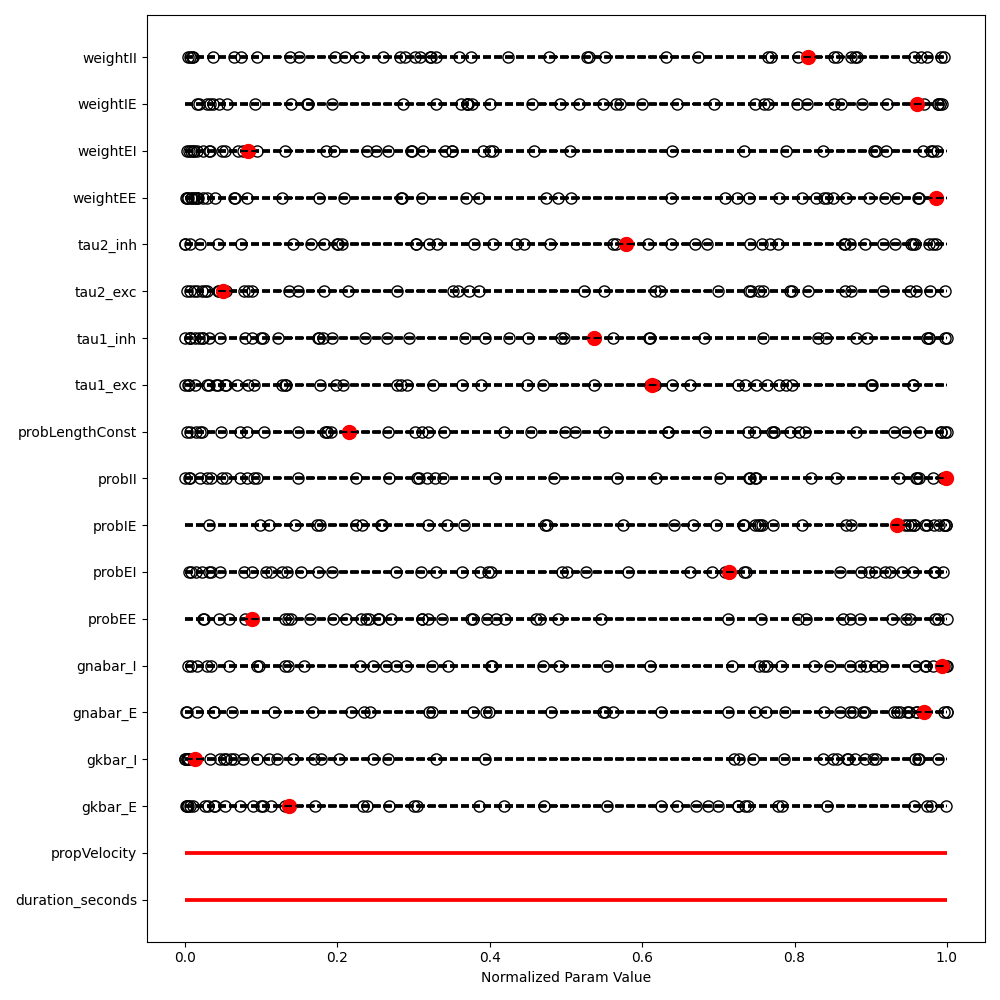 weightII
weightIE
weightEI
weightEE
tau2_inh
tau2_exc
tau1_inh
tau1_exc
probLengthConst
probII
probIE
probEI
probEE
gnabar_I
gnabar_E
gkbar_I
gkbar_E
propVelocity
duration_seconds
0.0 0.2 0.4 0.6 0.8 1.0
Normalized Param Value